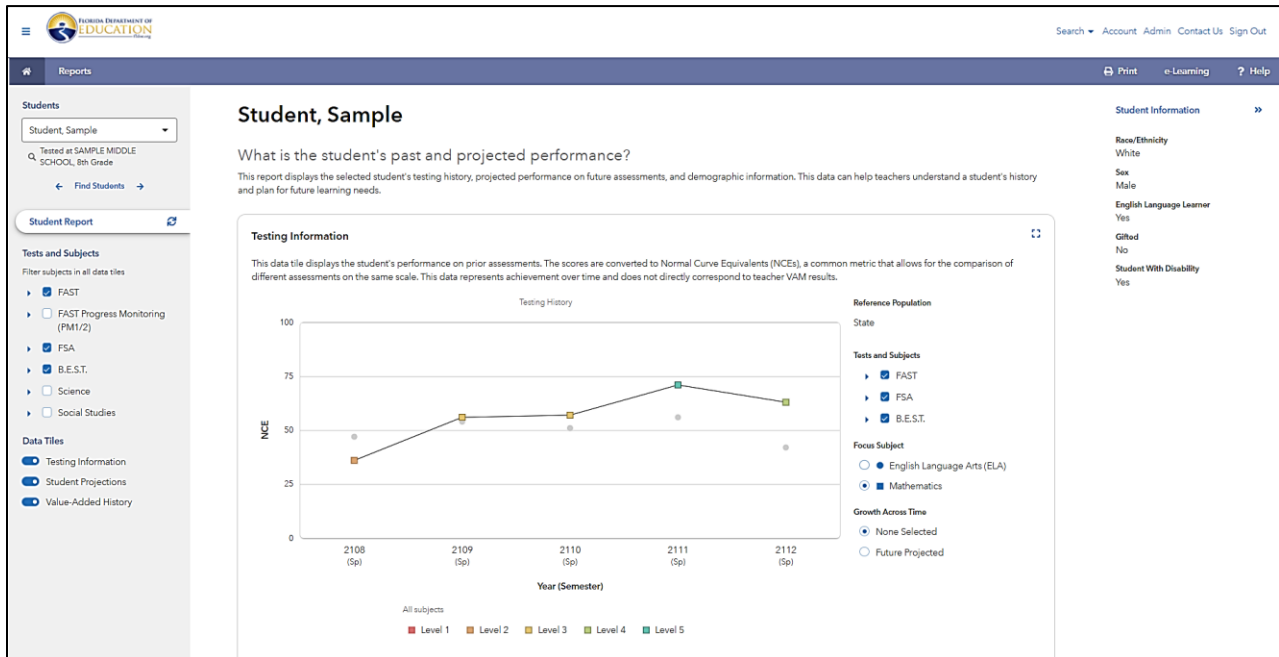 FLORIDA DEPARTMENT OF
EDUCATION
fldoe.org
Search Account Admin Contact Us Sign Out
Reports
Print e-Learning ? Help
Students
Student, Sample
Tested at SAMPLE MIDDLE
SCHOOL, 8th Grade
← Find Students →
Student Report
Tests and Subjects
Filter subjects in all data tiles
FAST
FAST Progress Monitoring
(PM1/2)
FSA
B.E.S.T.
Science
Social Studies
Data Tiles
Testing Information
Student Projections
Value-Added History
Student, Sample
What is the student's past and projected performance?
This report displays the selected student's testing history, projected performance on future assessments, and demographic information. This data can help teachers understand a student's history
and plan for future learning needs.
Testing Information
This data tile displays the student's performance on prior assessments. The scores are converted to Normal Curve Equivalents (NCEs), a common metric that allows for the comparison of
different assessments on the same scale. This data represents achievement over time and does not directly correspond to teacher VAM results.
Testing History
NCE
100
75
50
25
0
2108 2109 2110 2111 2112
(Sp) (Sp) (Sp) (Sp) (Sp)
Year (Semester)
All subjects
Level 1 Level 2 Level 3 Level 4 Level 5
Reference Population
State
Tests and Subjects
FAST
FSA
B.E.S.T.
Focus Subject
English Language Arts (ELA)
Mathematics
Growth Across Time
None Selected
Future Projected
Student Information »
Race/Ethnicity
White
Sex
Male
English Language Learner
Yes
Gifted
No
Student With Disability
Yes